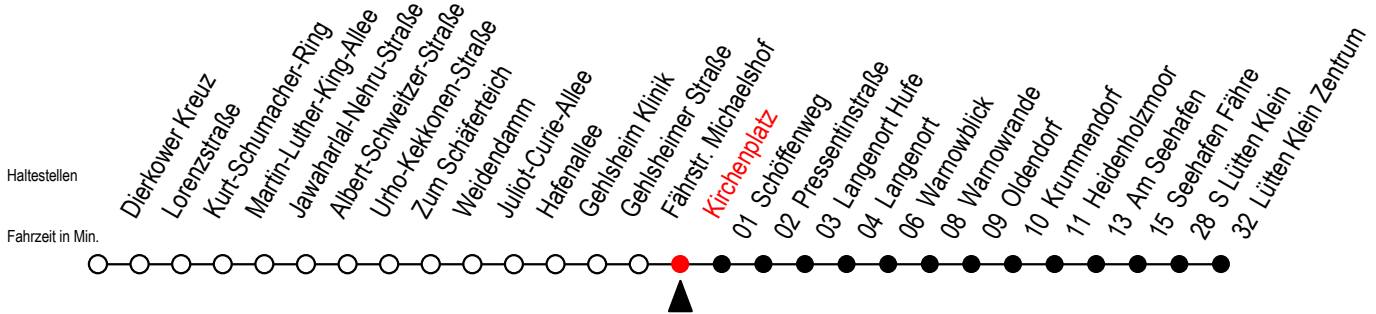 Haltestellen
Fahrzeit in Min.
Dierkower Kreuz
Lorenzstraße
Kurt-Schumacher-Ring
Martin-Luther-King-Allee
Jawaharlal-Nehru-Straße
Albert-Schweitzer-Straße
Urho-Kekkonen-Straße
Zum Schäferteich
Weidendamm
Juliot-Curie-Allee
Hafenallee
Gehlsheim Klinik
Gehlsheimer Straße
Fährstr. Michaelshof
Kirchenplatz
01 Schöffenweg
02 Pressentinstraße
03 Langenort Hufe
04 Langenort
06 Warnowblick
08 Warnowrande
09 Oldendorf
10 Krummendorf
11 Heidenholzmoor
13 Am Seehafen
15 Seehafen Fähre
28 S Lütten Klein
32 Lütten Klein Zentrum